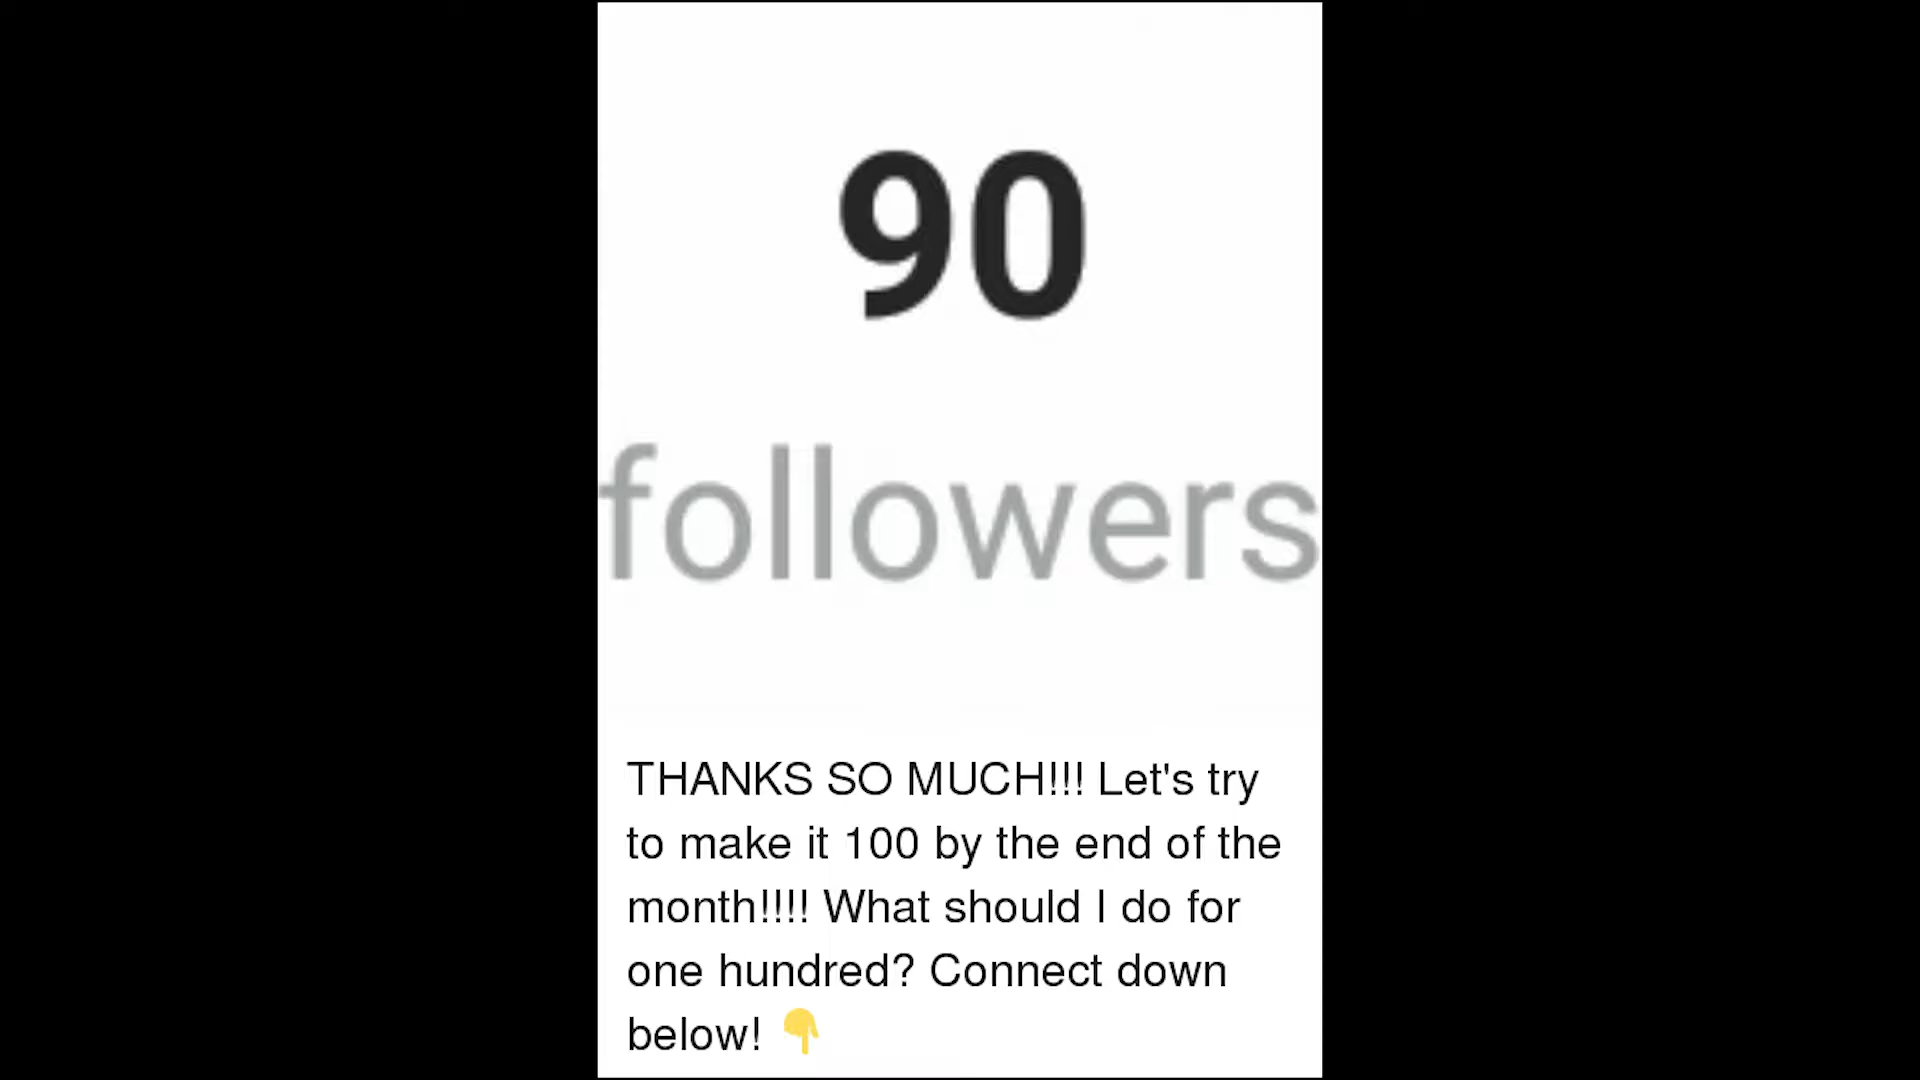 90
followers
THANKS SO MUCH!!! Let's try
to make it 100 by the end of the
month!!!! What should I do for
one hundred? Connect down
below! 👇